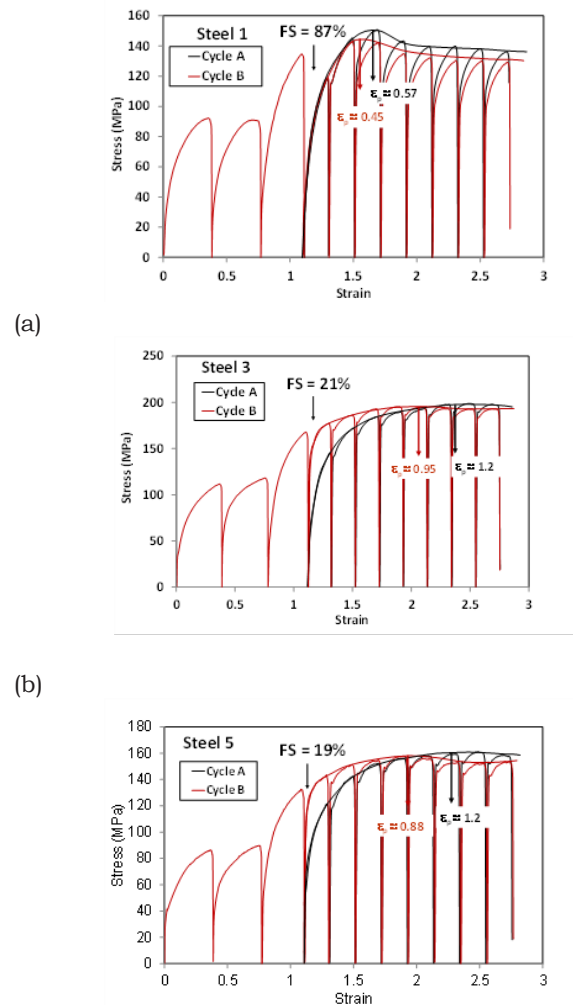 Steel 1
FS = 87%
Cycle A
Cycle B
εp = 0.57
εp = 0.45
Stress (MPa)
160
140
120
100
80
60
40
20
0
0 0.5 1 1.5 2 2.5 3
Strain
(a)
Steel 3
FS = 21%
Cycle A
Cycle B
εp = 0.95
εp = 1.2
Stress (MPa)
250
200
150
100
50
0
0 0.5 1 1.5 2 2.5 3
Strain
(b)
Steel 5
FS = 19%
Cycle A
Cycle B
εp = 0.88
εp = 1.2
Stress (MPa)
180
160
140
120
100
80
60
40
20
0
0 0.5 1 1.5 2 2.5 3
Strain